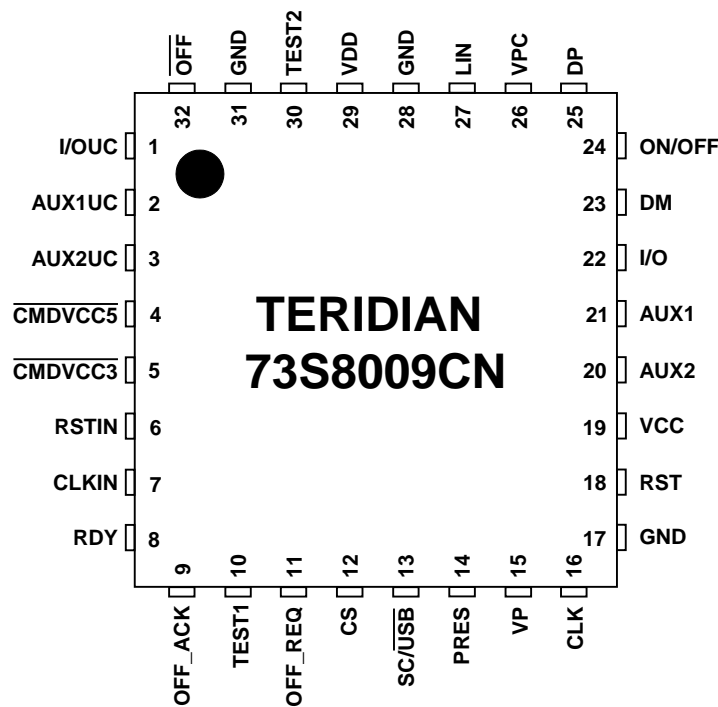 OFF
GND
TEST2
VDD
GND
LIN
VPC
DP
32
31
30
29
28
27
26
25
I/OUC 1
AUX1UC 2
AUX2UC 3
CMDVCC5 4
CMDVCC3 5
RSTIN 6
CLKIN 7
RDY 8
TERIDIAN
73S8009CN
24 ON/OFF
23 DM
22 I/O
21 AUX1
20 AUX2
19 VCC
18 RST
17 GND
9
10
11
12
13
14
15
16
OFF_ACK
TEST1
OFF_REQ
CS
SC/USB
PRES
VP
CLK